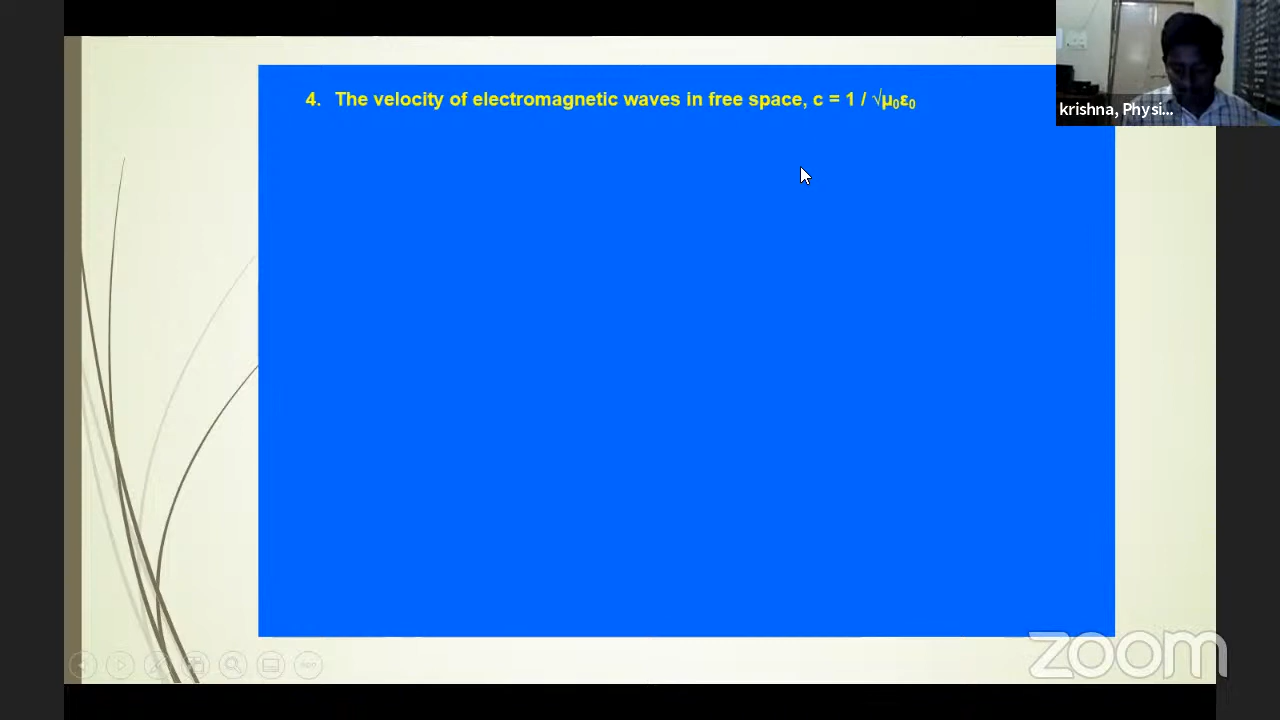 4. The velocity of electromagnetic waves in free space, c = 1 / √μ₀ε₀
krishna, Physi...
zoom